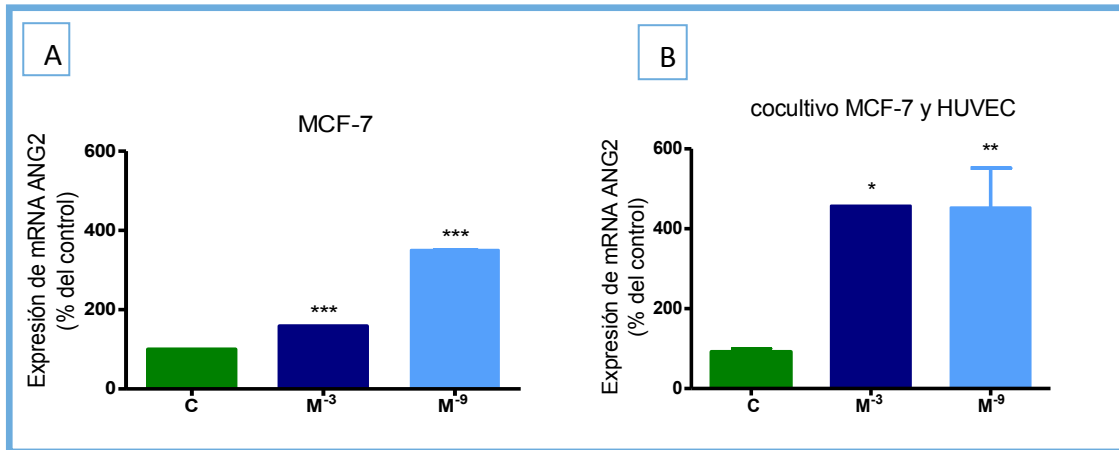 A
MCF-7
Expresión de mRNA ANG2
(% del control)
600
400
200
0
***
***
C
M-3
M-9
B
cocultivo MCF-7 y HUVEC
Expresión de mRNA ANG2
(% del control)
600
400
200
0
*
**
C
M-3
M-9